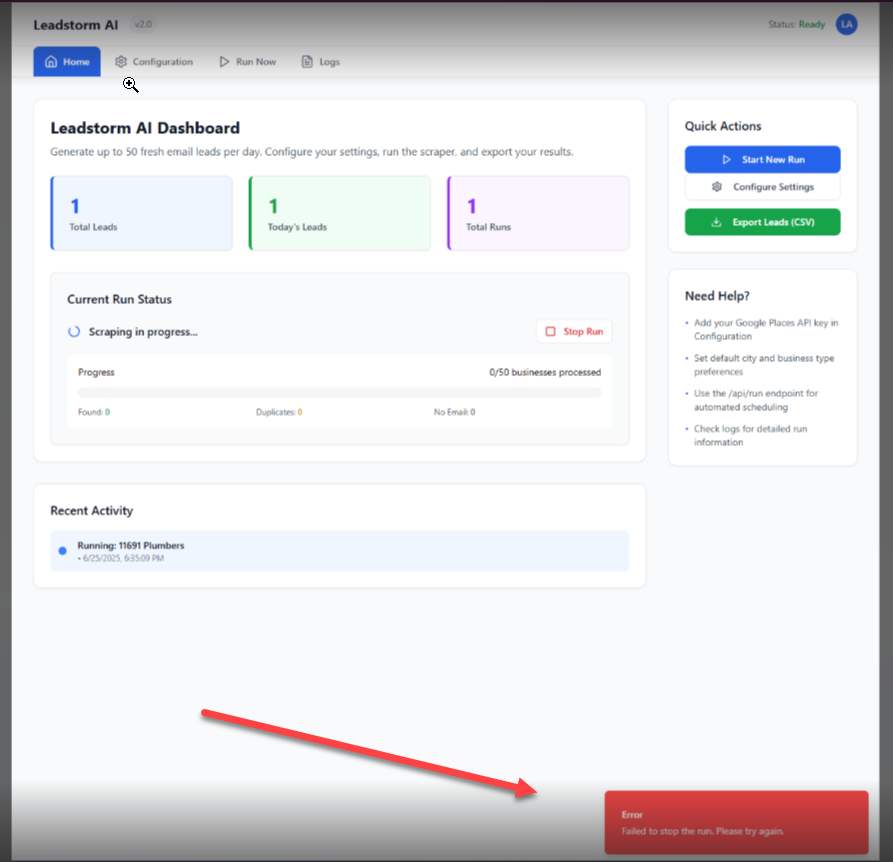 Leadstorm AI v2.0
Status: Ready LA
Home Configuration Run Now Logs
Leadstorm AI Dashboard
Generate up to 50 fresh email leads per day. Configure your settings, run the scraper, and export your results.
1
Total Leads
1
Today's Leads
1
Total Runs
Current Run Status
Scraping in progress...
Stop Run
Progress
0/50 businesses processed
Found: 0
Duplicates: 0
No Email: 0
Recent Activity
Running: 11691 Plumbers
• 6/25/2025, 6:35:09 PM
Quick Actions
Start New Run
Configure Settings
Export Leads (CSV)
Need Help?
• Add your Google Places API key in
Configuration
• Set default city and business type
preferences
• Use the /api/run endpoint for
automated scheduling
• Check logs for detailed run
information
Error
Failed to stop the run. Please try again.